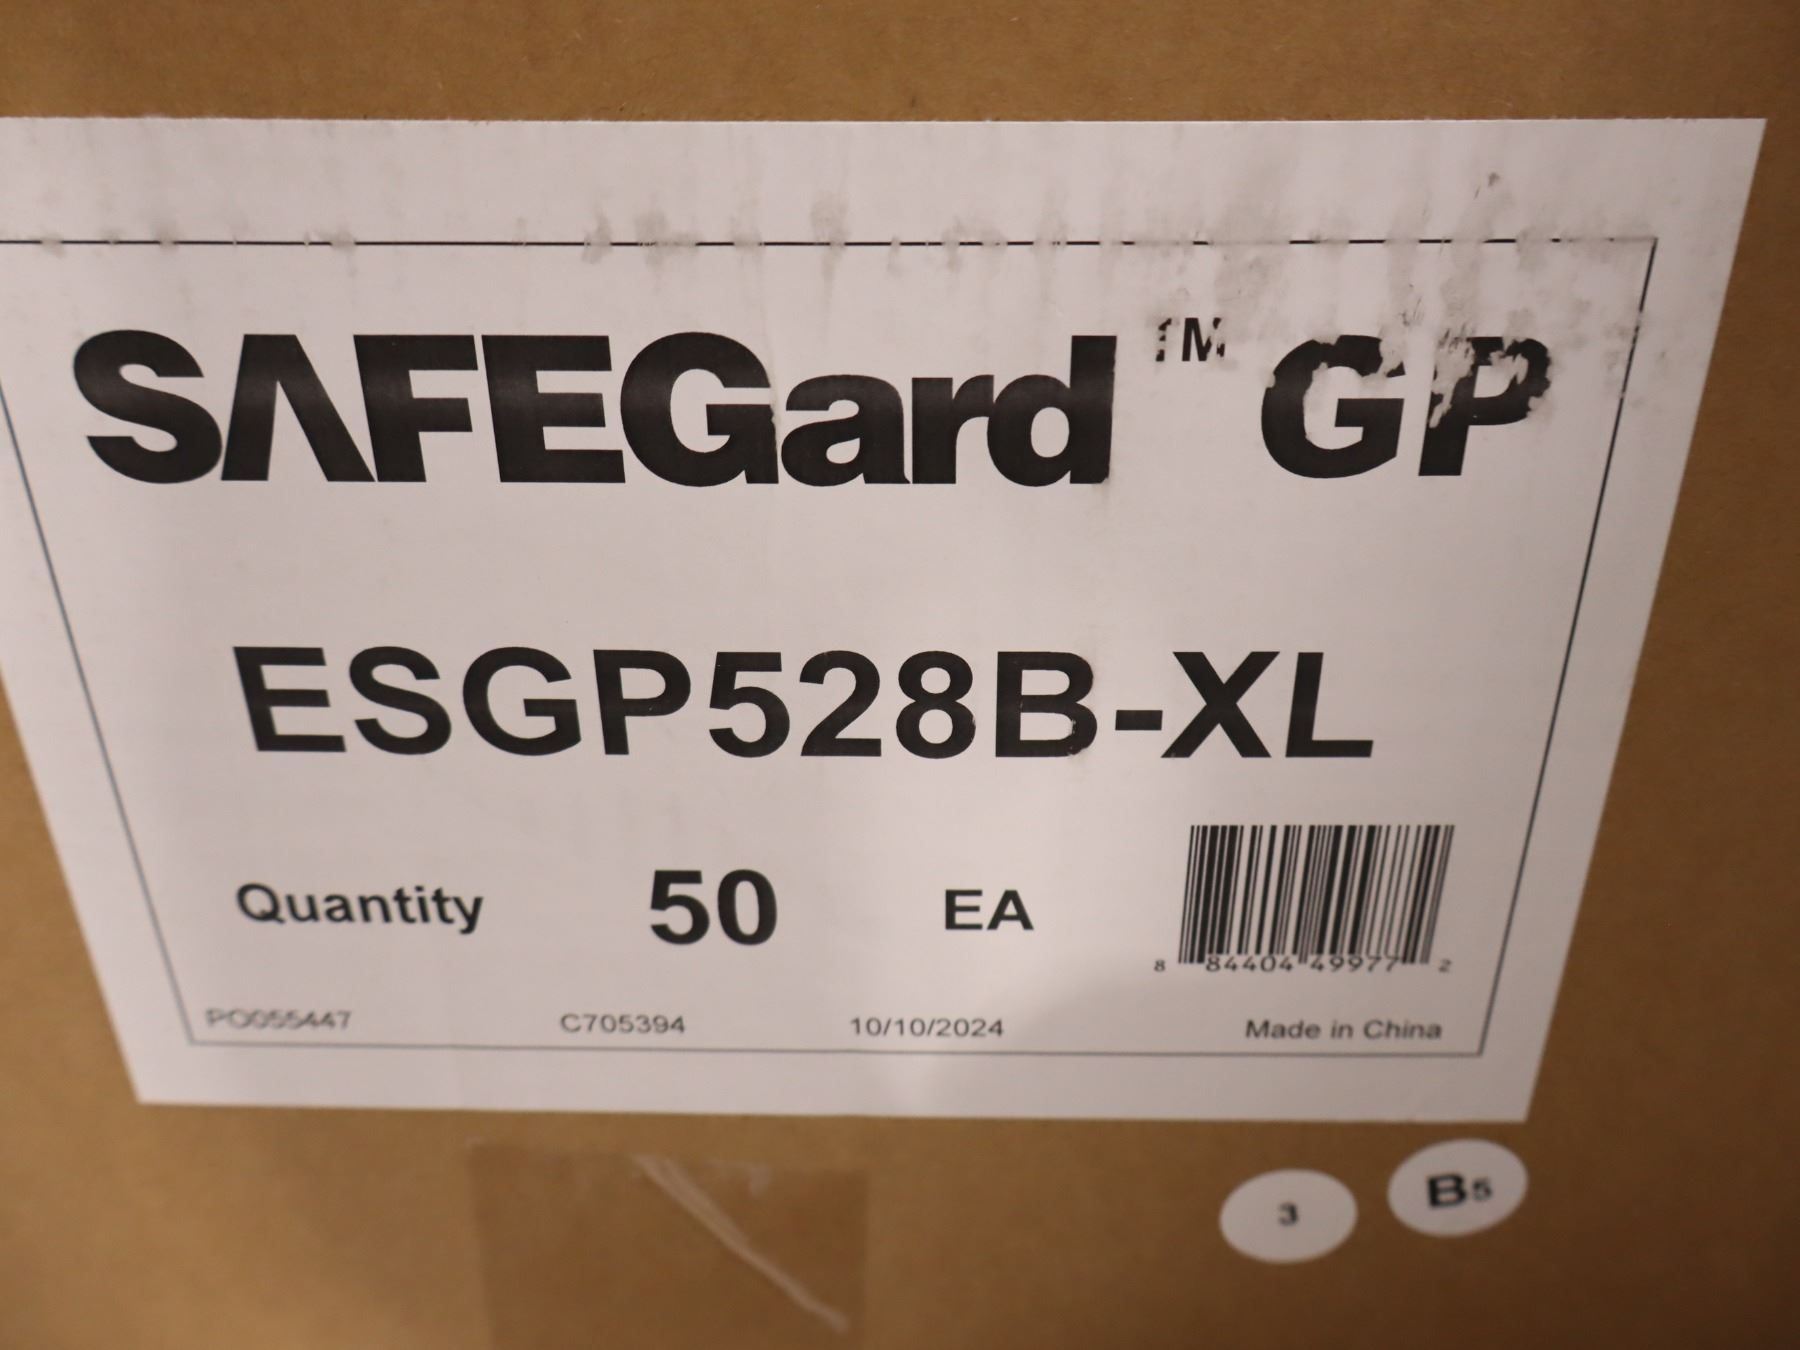 SAFEGard™ GP
ESGP528B-XL
Quantity 50 EA
8 84404 49977 2
PO055447 C705394 10/10/2024 Made in China
3 B5